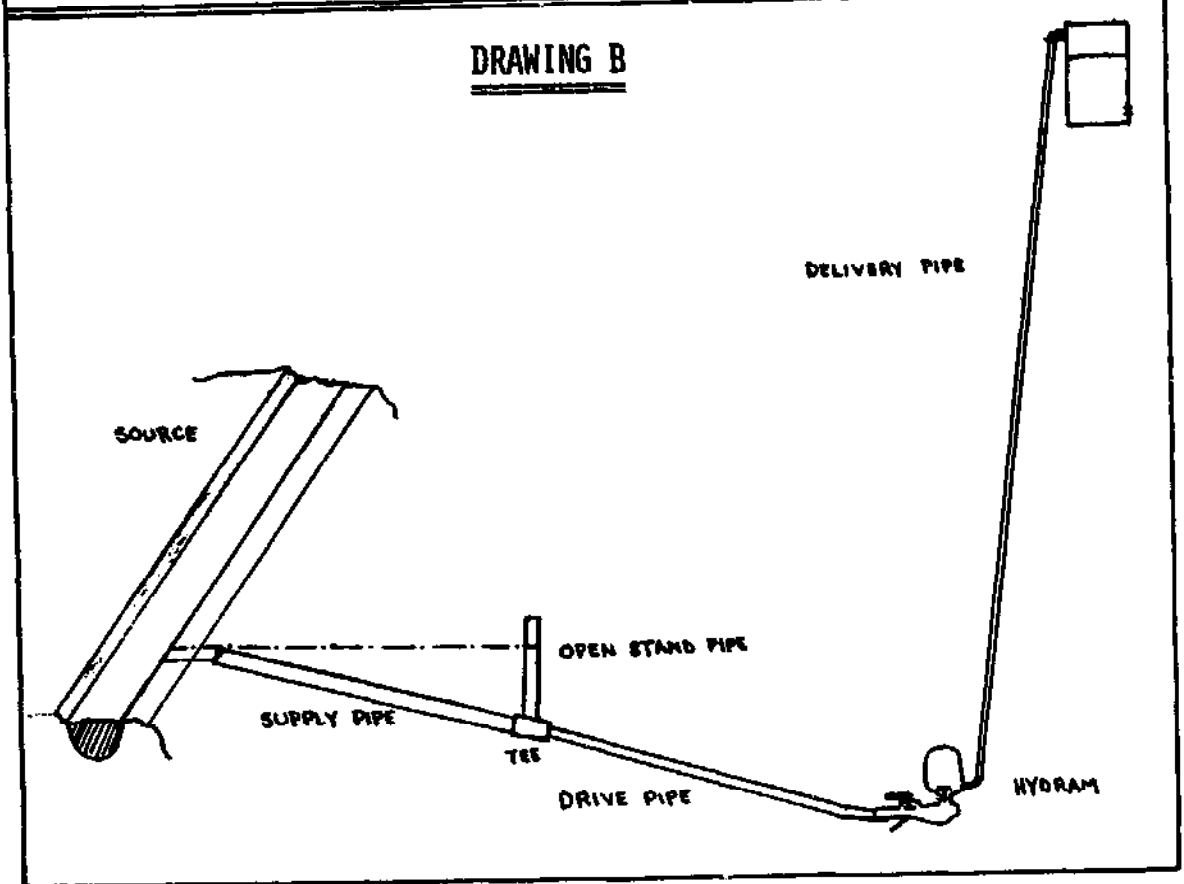 DRAWING B
DELIVERY PIPE
SOURCE
OPEN STAND PIPE
SUPPLY PIPE
TEE
DRIVE PIPE
HYDRAM